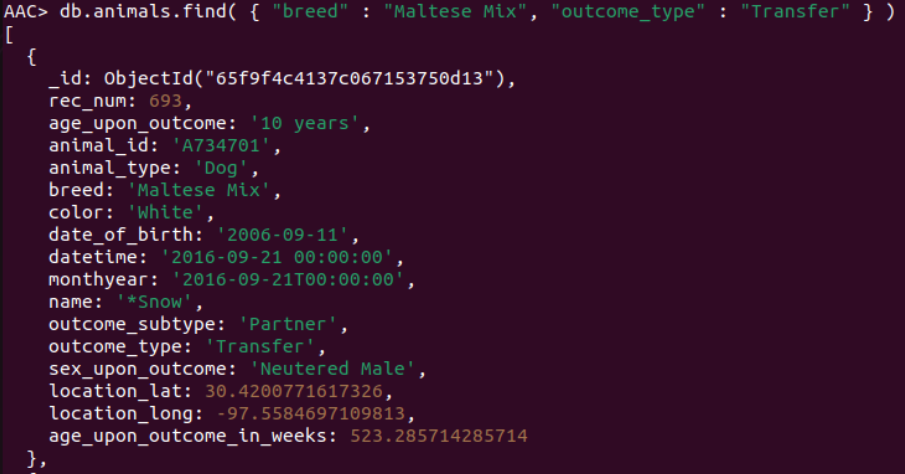 AAC> db.animals.find( { "breed" : "Maltese Mix", "outcome_type" : "Transfer" } )
[
  {
    _id: ObjectId("65f9f4c4137c067153750d13"),
    rec_num: 693,
    age_upon_outcome: '10 years',
    animal_id: 'A734701',
    animal_type: 'Dog',
    breed: 'Maltese Mix',
    color: 'White',
    date_of_birth: '2006-09-11',
    datetime: '2016-09-21 00:00:00',
    monthyear: '2016-09-21T00:00:00',
    name: '*Snow',
    outcome_subtype: 'Partner',
    outcome_type: 'Transfer',
    sex_upon_outcome: 'Neutered Male',
    location_lat: 30.4200771617326,
    location_long: -97.5584697109813,
    age_upon_outcome_in_weeks: 523.285714285714
  },